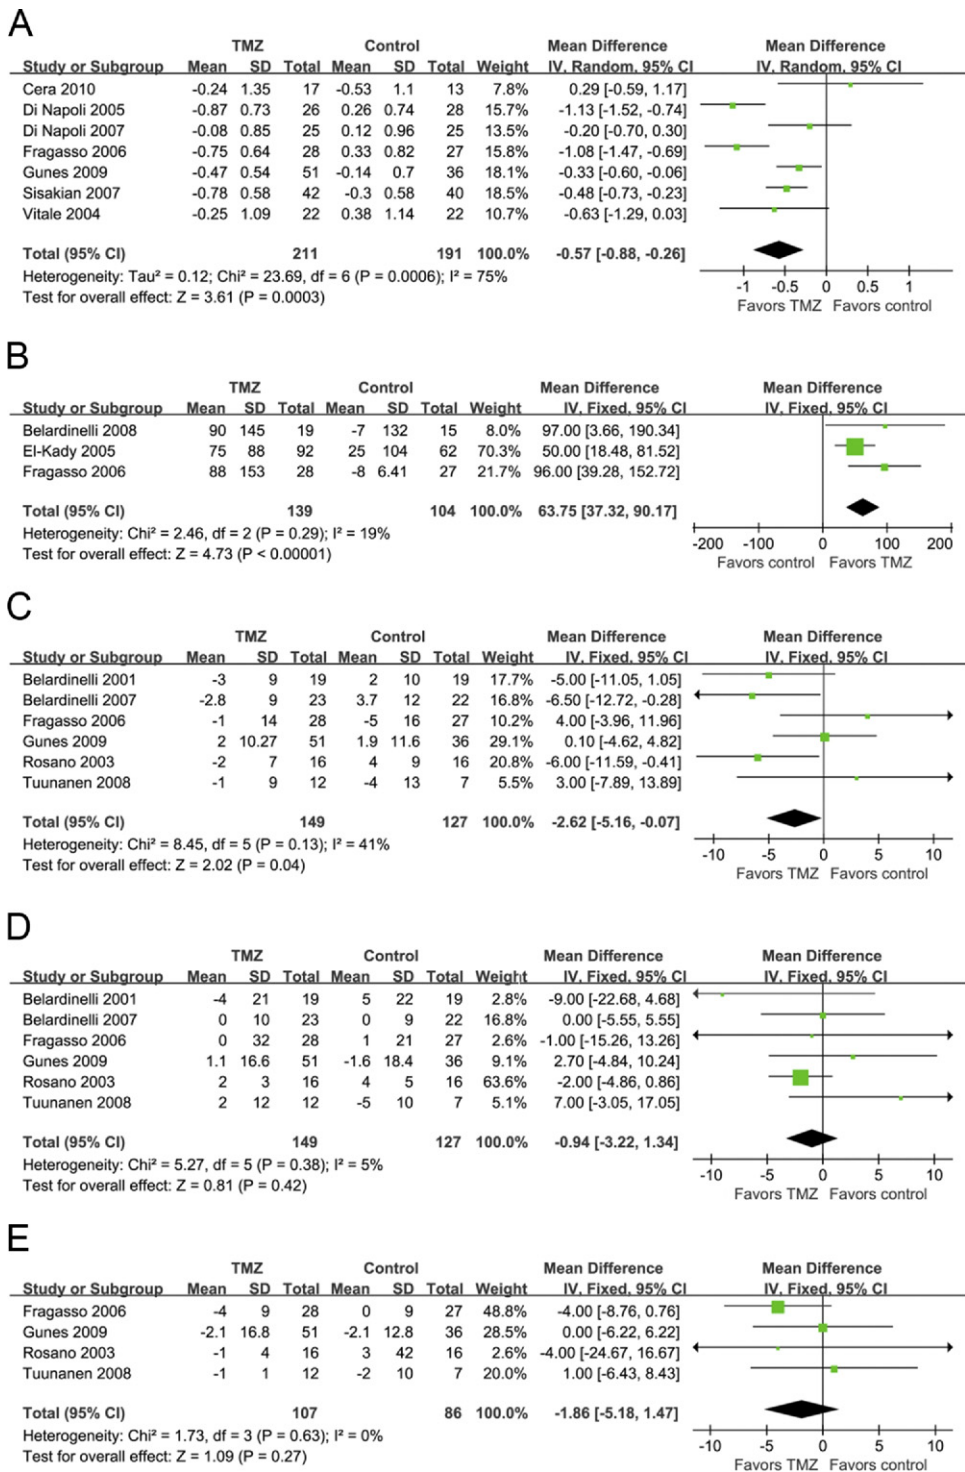 A
TMZ Control Mean Difference Mean Difference
Study or Subgroup Mean SD Total Mean SD Total Weight IV, Random, 95% CI IV, Random, 95% CI
Cera 2010 -0.24 1.35 17 -0.53 1.1 13 7.8% 0.29 [-0.59, 1.17]
Di Napoli 2005 -0.87 0.73 26 0.26 0.74 28 15.7% -1.13 [-1.52, -0.74]
Di Napoli 2007 -0.08 0.85 25 0.12 0.96 25 13.5% -0.20 [-0.70, 0.30]
Fragasso 2006 -0.75 0.64 28 0.33 0.82 27 15.8% -1.08 [-1.47, -0.69]
Gunes 2009 -0.47 0.54 51 -0.14 0.7 36 18.1% -0.33 [-0.60, -0.06]
Sisakian 2007 -0.78 0.58 42 -0.3 0.58 40 18.5% -0.48 [-0.73, -0.23]
Vitale 2004 -0.25 1.09 22 0.38 1.14 22 10.7% -0.63 [-1.29, 0.03]
Total (95% CI) 211 191 100.0% -0.57 [-0.88, -0.26]
Heterogeneity: Tau² = 0.12; Chi² = 23.69, df = 6 (P = 0.0006); I² = 75%
Test for overall effect: Z = 3.61 (P = 0.0003)
-1 -0.5 0 0.5 1
Favors TMZ Favors control
B
TMZ Control Mean Difference Mean Difference
Study or Subgroup Mean SD Total Mean SD Total Weight IV, Fixed, 95% CI IV, Fixed, 95% CI
Belardinelli 2008 90 145 19 -7 132 15 8.0% 97.00 [3.66, 190.34]
El-Kady 2005 75 88 92 25 104 62 70.3% 50.00 [18.48, 81.52]
Fragasso 2006 88 153 28 -8 6.41 27 21.7% 96.00 [39.28, 152.72]
Total (95% CI) 139 104 100.0% 63.75 [37.32, 90.17]
Heterogeneity: Chi² = 2.46, df = 2 (P = 0.29); I² = 19%
Test for overall effect: Z = 4.73 (P < 0.00001)
-200 -100 0 100 200
Favors control Favors TMZ
C
TMZ Control Mean Difference Mean Difference
Study or Subgroup Mean SD Total Mean SD Total Weight IV, Fixed, 95% CI IV, Fixed, 95% CI
Belardinelli 2001 -3 9 19 2 10 19 17.7% -5.00 [-11.05, 1.05]
Belardinelli 2007 -2.8 9 23 3.7 12 22 16.8% -6.50 [-12.72, -0.28]
Fragasso 2006 -1 14 28 -5 16 27 10.2% 4.00 [-3.96, 11.96]
Gunes 2009 2 10.27 51 1.9 11.6 36 29.1% 0.10 [-4.62, 4.82]
Rosano 2003 -2 7 16 4 9 16 20.8% -6.00 [-11.59, -0.41]
Tuunanen 2008 -1 9 12 -4 13 7 5.5% 3.00 [-7.89, 13.89]
Total (95% CI) 149 127 100.0% -2.62 [-5.16, -0.07]
Heterogeneity: Chi² = 8.45, df = 5 (P = 0.13); I² = 41%
Test for overall effect: Z = 2.02 (P = 0.04)
-10 -5 0 5 10
Favors TMZ Favors control
D
TMZ Control Mean Difference Mean Difference
Study or Subgroup Mean SD Total Mean SD Total Weight IV, Fixed, 95% CI IV, Fixed, 95% CI
Belardinelli 2001 -4 21 19 5 22 19 2.8% -9.00 [-22.68, 4.68]
Belardinelli 2007 0 10 23 0 9 22 16.8% 0.00 [-5.55, 5.55]
Fragasso 2006 0 32 28 1 21 27 2.6% -1.00 [-15.26, 13.26]
Gunes 2009 1.1 16.6 51 -1.6 18.4 36 9.1% 2.70 [-4.84, 10.24]
Rosano 2003 2 3 16 4 5 16 63.6% -2.00 [-4.86, 0.86]
Tuunanen 2008 2 12 12 -5 10 7 5.1% 7.00 [-3.05, 17.05]
Total (95% CI) 149 127 100.0% -0.94 [-3.22, 1.34]
Heterogeneity: Chi² = 5.27, df = 5 (P = 0.38); I² = 5%
Test for overall effect: Z = 0.81 (P = 0.42)
-10 -5 0 5 10
Favors TMZ Favors control
E
TMZ Control Mean Difference Mean Difference
Study or Subgroup Mean SD Total Mean SD Total Weight IV, Fixed, 95% CI IV, Fixed, 95% CI
Fragasso 2006 -4 9 28 0 9 27 48.8% -4.00 [-8.76, 0.76]
Gunes 2009 -2.1 16.8 51 -2.1 12.8 36 28.5% 0.00 [-6.22, 6.22]
Rosano 2003 -1 4 16 3 42 16 2.6% -4.00 [-24.67, 16.67]
Tuunanen 2008 -1 1 12 -2 10 7 20.0% 1.00 [-6.43, 8.43]
Total (95% CI) 107 86 100.0% -1.86 [-5.18, 1.47]
Heterogeneity: Chi² = 1.73, df = 3 (P = 0.63); I² = 0%
Test for overall effect: Z = 1.09 (P = 0.27)
-10 -5 0 5 10
Favors TMZ Favors control